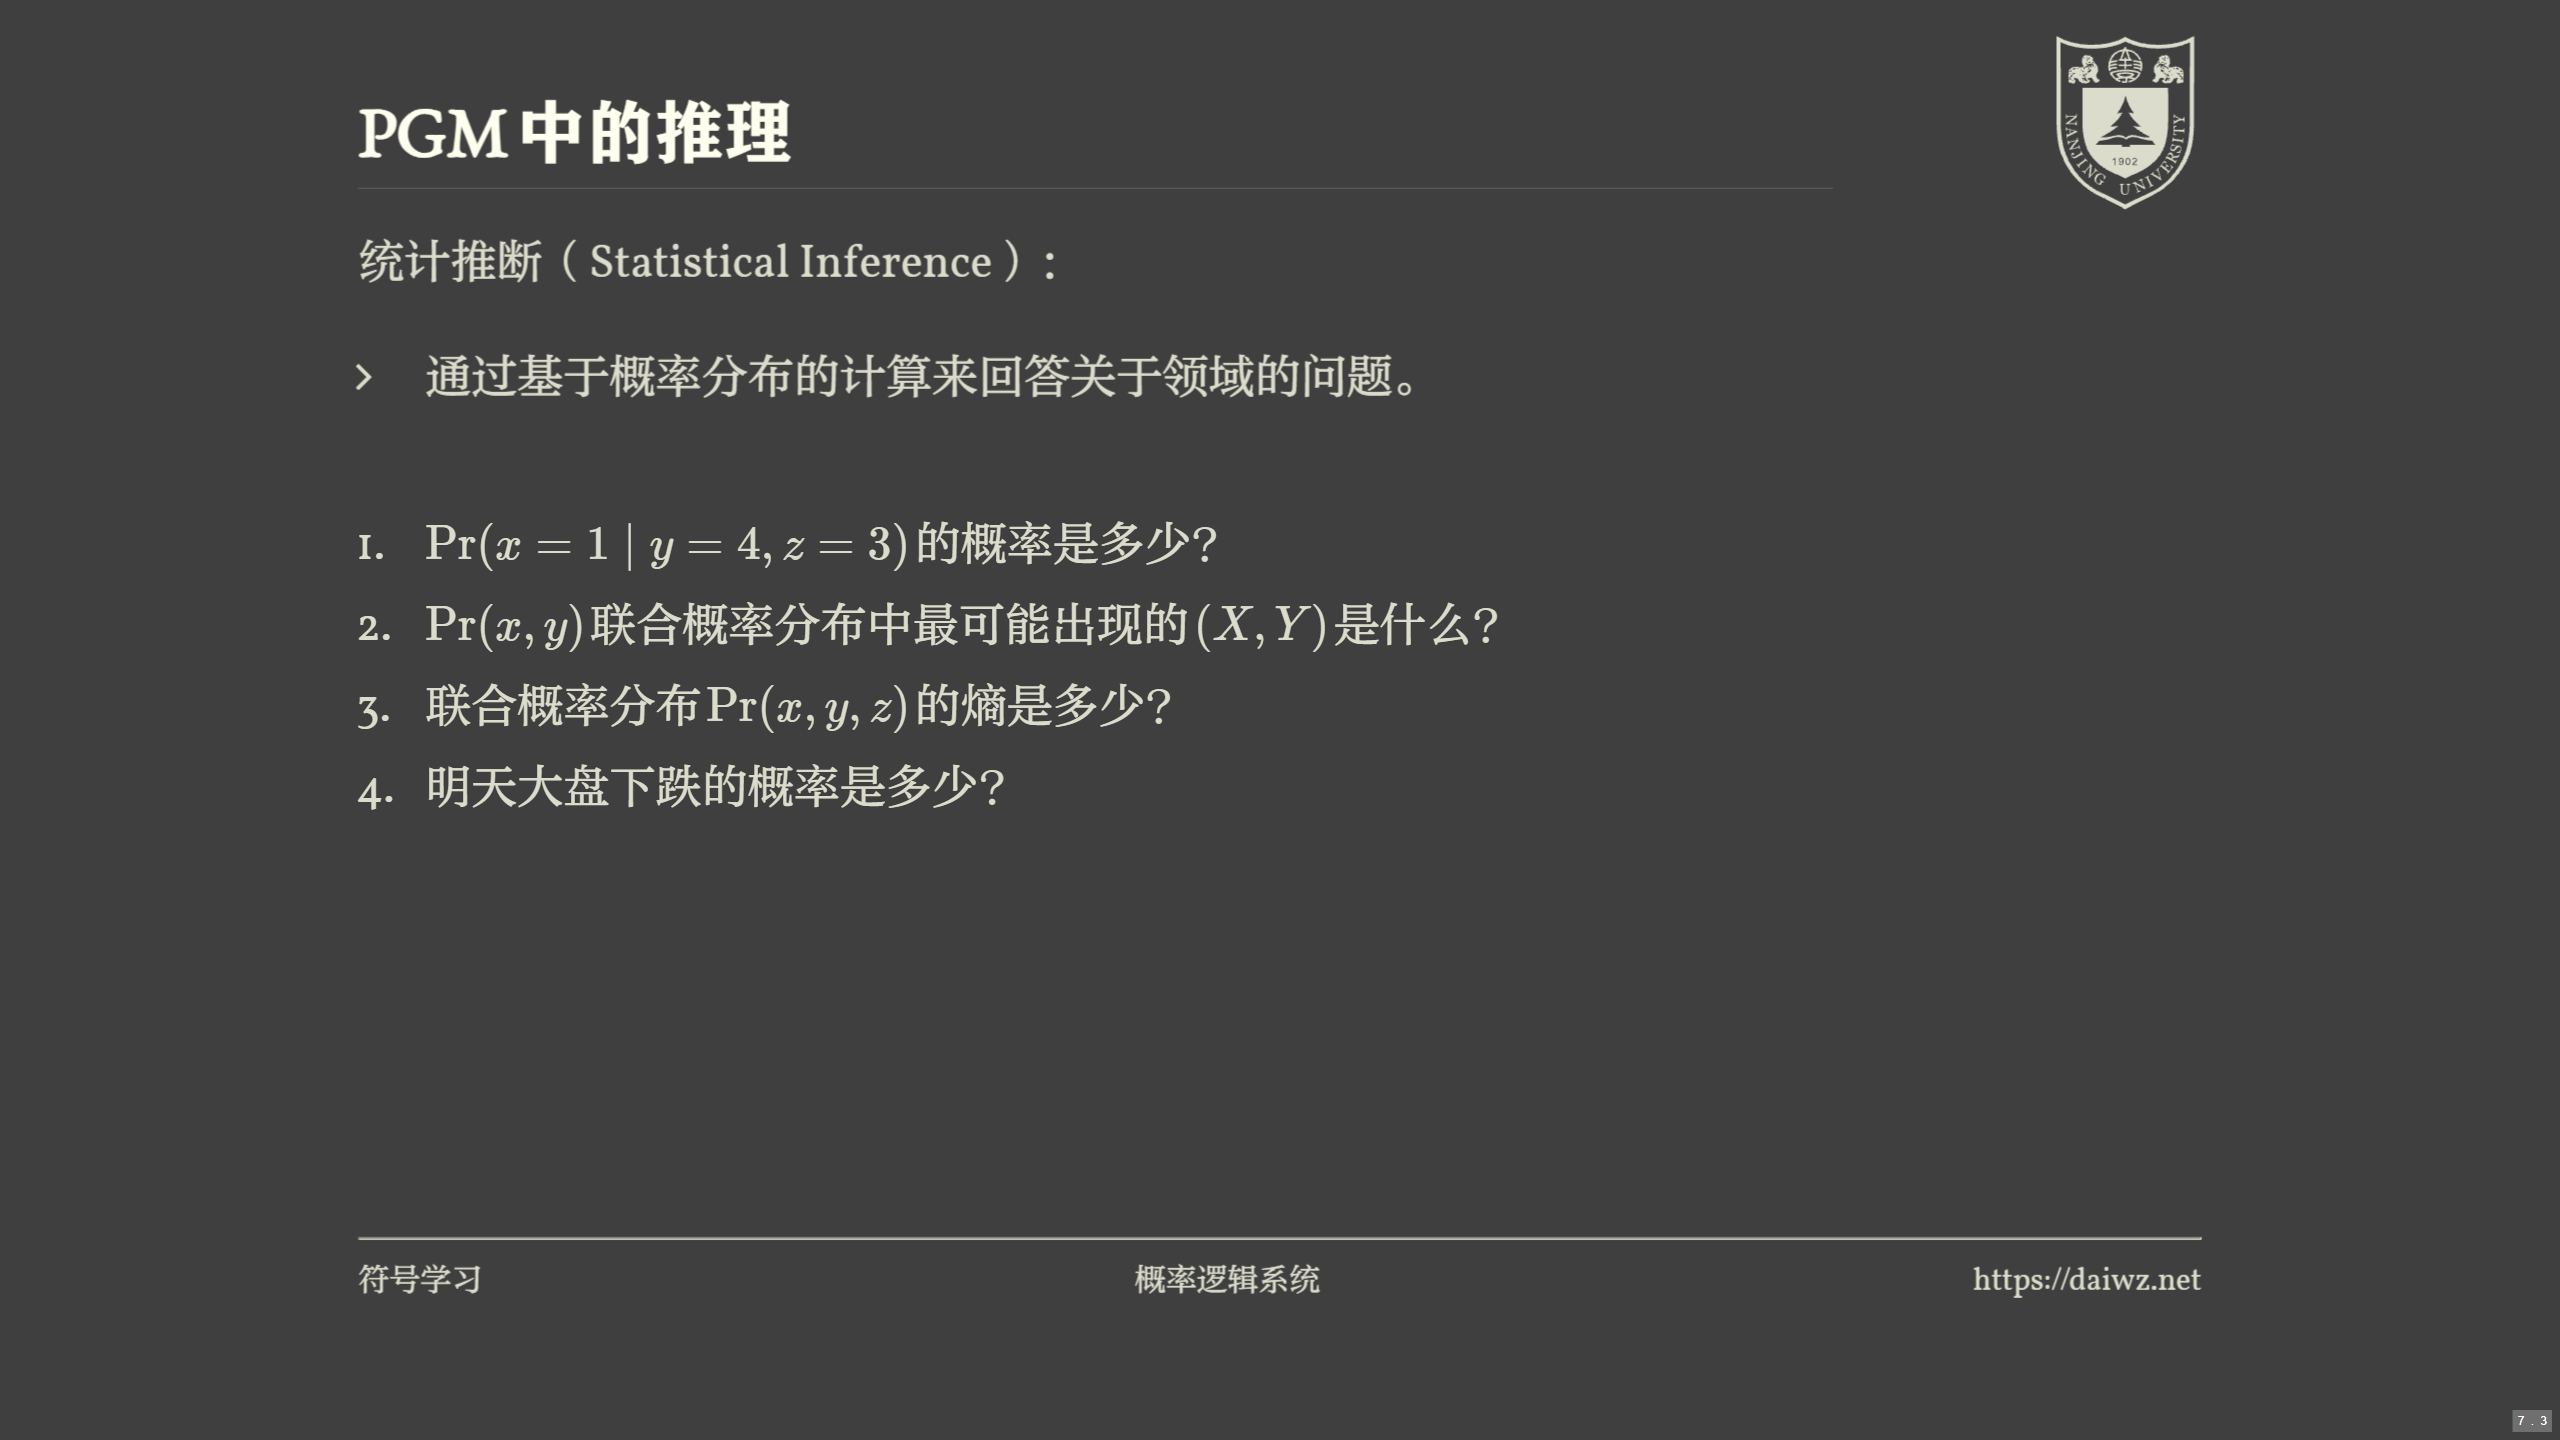 PGM中的推理
NANJING UNIVERSITY
1902
统计推断（Statistical Inference）：
通过基于概率分布的计算来回答关于领域的问题。
1. Pr(x = 1 | y = 4, z = 3)的概率是多少？
2. Pr(x, y)联合概率分布中最可能出现的(X, Y)是什么？
3. 联合概率分布Pr(x, y, z)的熵是多少？
4. 明天大盘下跌的概率是多少？
符号学习
概率逻辑系统
https://daiwz.net
7 . 3